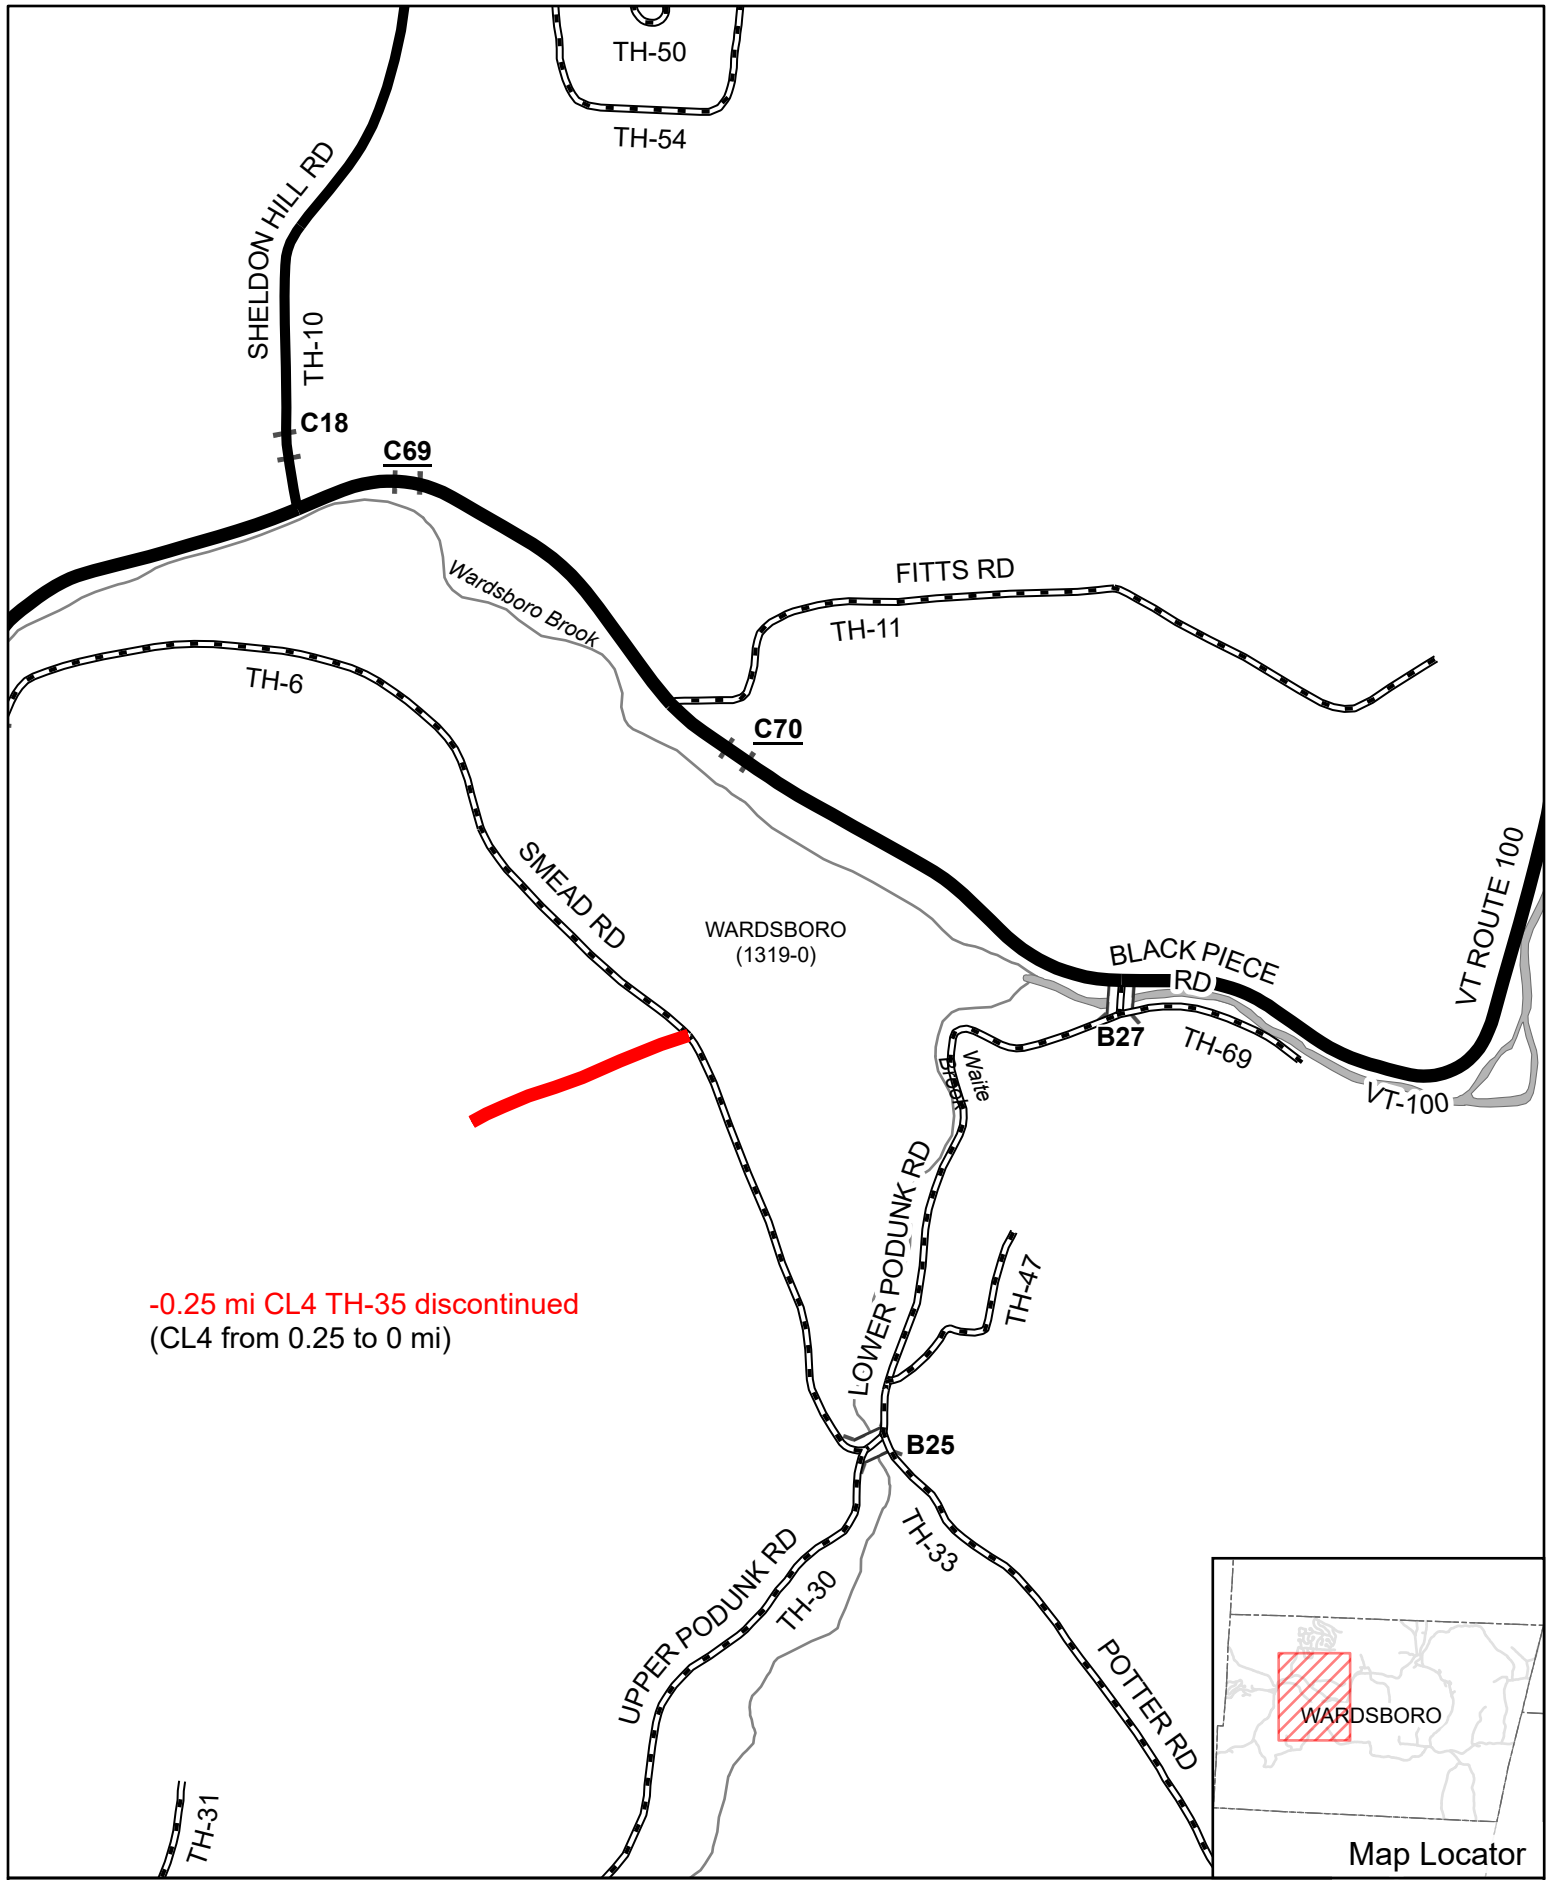 TH-50
TH-54
SHELDON HILL RD
TH-10
C18
C69
Wardsboro Brook
FITTS RD
TH-11
TH-6
C70
SMEAD RD
WARDSBORO
(1319-0)
VT ROUTE 100
BLACK PIECE
RD
B27
TH-69
VT-100
Waite
Brook
LOWER PODUNK RD
TH-47
-0.25 mi CL4 TH-35 discontinued
(CL4 from 0.25 to 0 mi)
B25
TH-33
UPPER PODUNK RD
TH-30
POTTER RD
TH-31
WARDSBORO
Map Locator